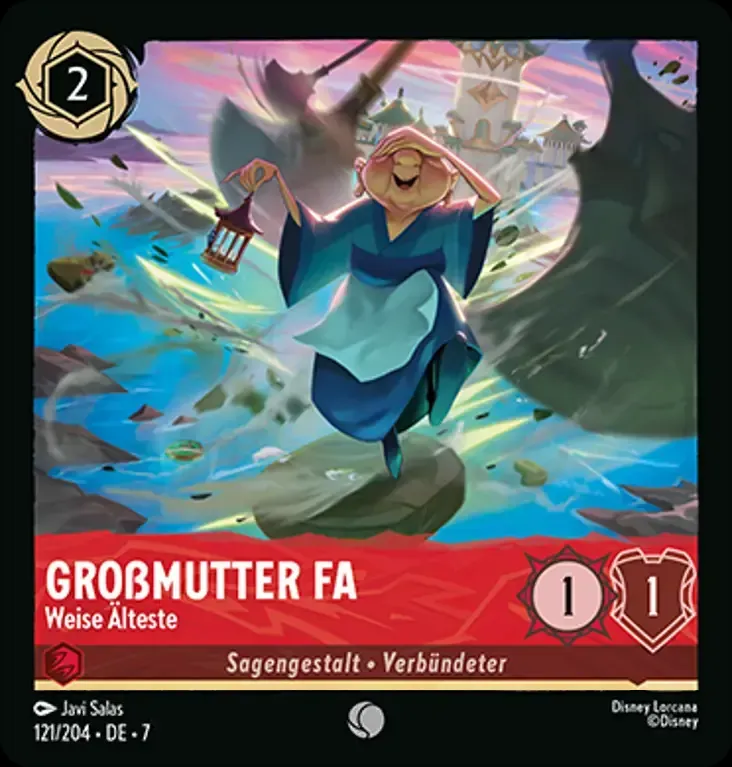 2
GROẞMUTTER FA
Weise Älteste
1
1
Sagengestalt • Verbündeter
Javi Salas
Disney Lorcana
121/204 • DE • 7
©Disney